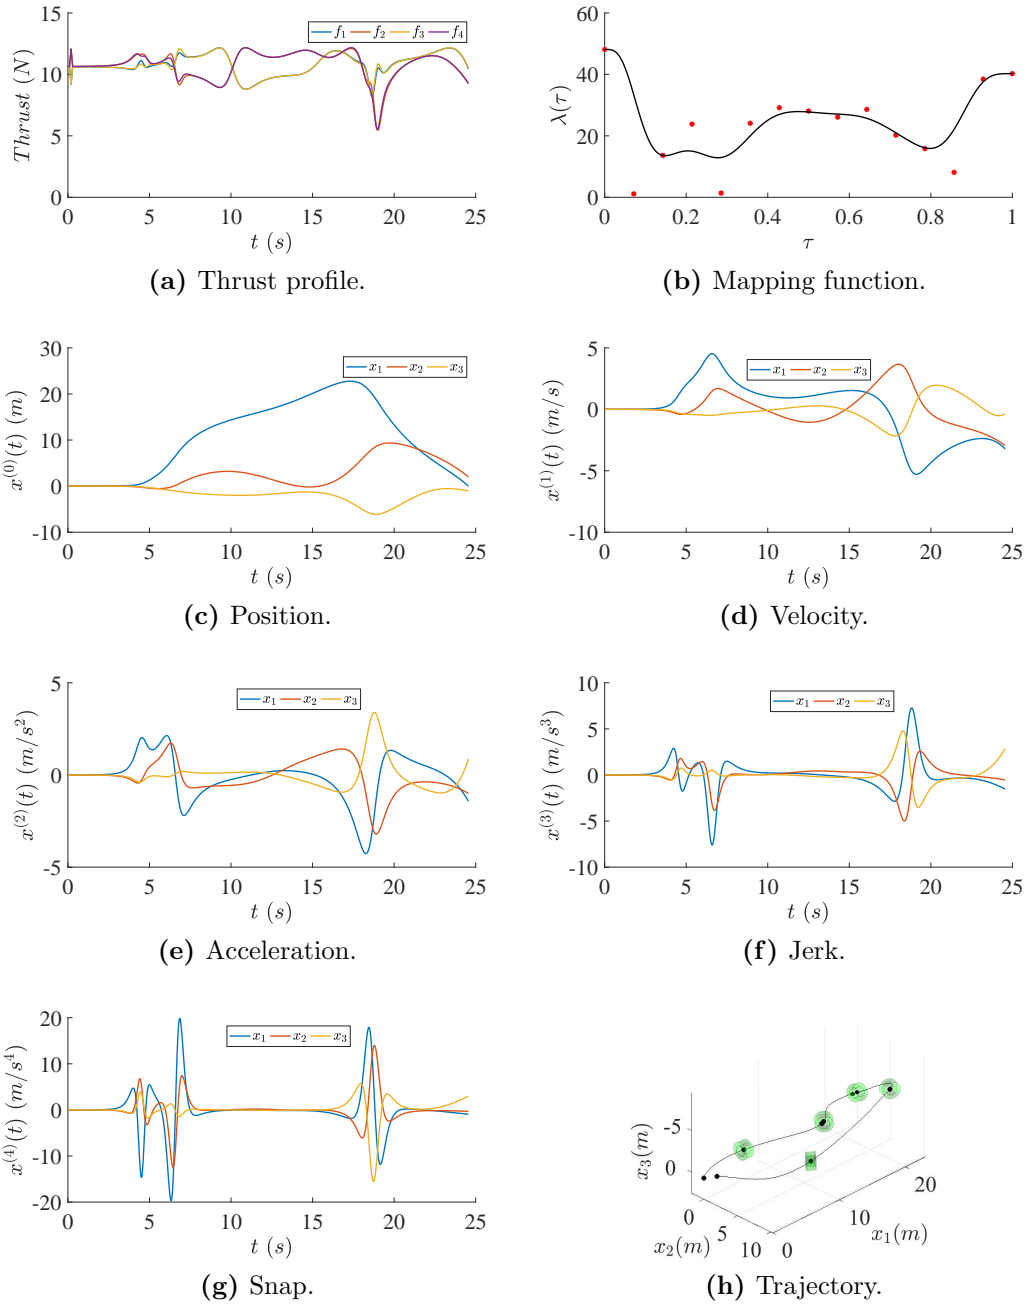 15
10
5
0
Thrust (N)
f₁ f₂ f₃ f₄
0 5 10 15 20 25
t (s)
(a) Thrust profile.
60
40
20
0
λ(τ)
0 0.2 0.4 0.6 0.8 1
τ
(b) Mapping function.
30
20
10
0
-10
x⁽⁰⁾(t) (m)
x₁ x₂ x₃
0 5 10 15 20 25
t (s)
(c) Position.
5
0
-5
-10
x⁽¹⁾(t) (m/s)
x₁ x₂ x₃
0 5 10 15 20 25
t (s)
(d) Velocity.
5
0
-5
x⁽²⁾(t) (m/s²)
x₁ x₂ x₃
0 5 10 15 20 25
t (s)
(e) Acceleration.
10
5
0
-5
-10
x⁽³⁾(t) (m/s³)
x₁ x₂ x₃
0 5 10 15 20 25
t (s)
(f) Jerk.
20
10
0
-10
-20
x⁽⁴⁾(t) (m/s⁴)
x₁ x₂ x₃
0 5 10 15 20 25
t (s)
(g) Snap.
-5
0
x₃(m)
0 5 10
x₂(m)
0 10 20
x₁(m)
(h) Trajectory.